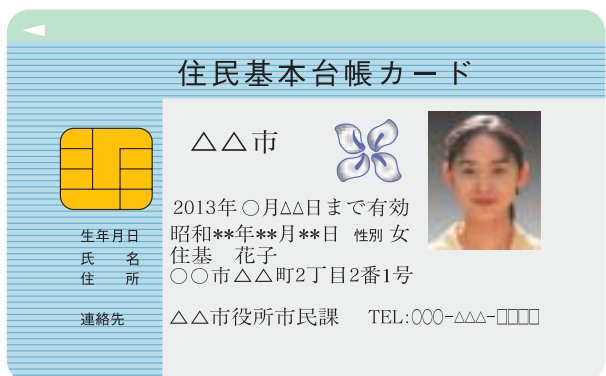 住民基本台帳カード
△△市
2013年○月△△日まで有効
生年月日 昭和**年**月**日 性別 女
氏 名 住基 花子
住 所 ○○市△△町2丁目2番1号
連絡先 △△市役所市民課 TEL:○○○-△△△-□□□□